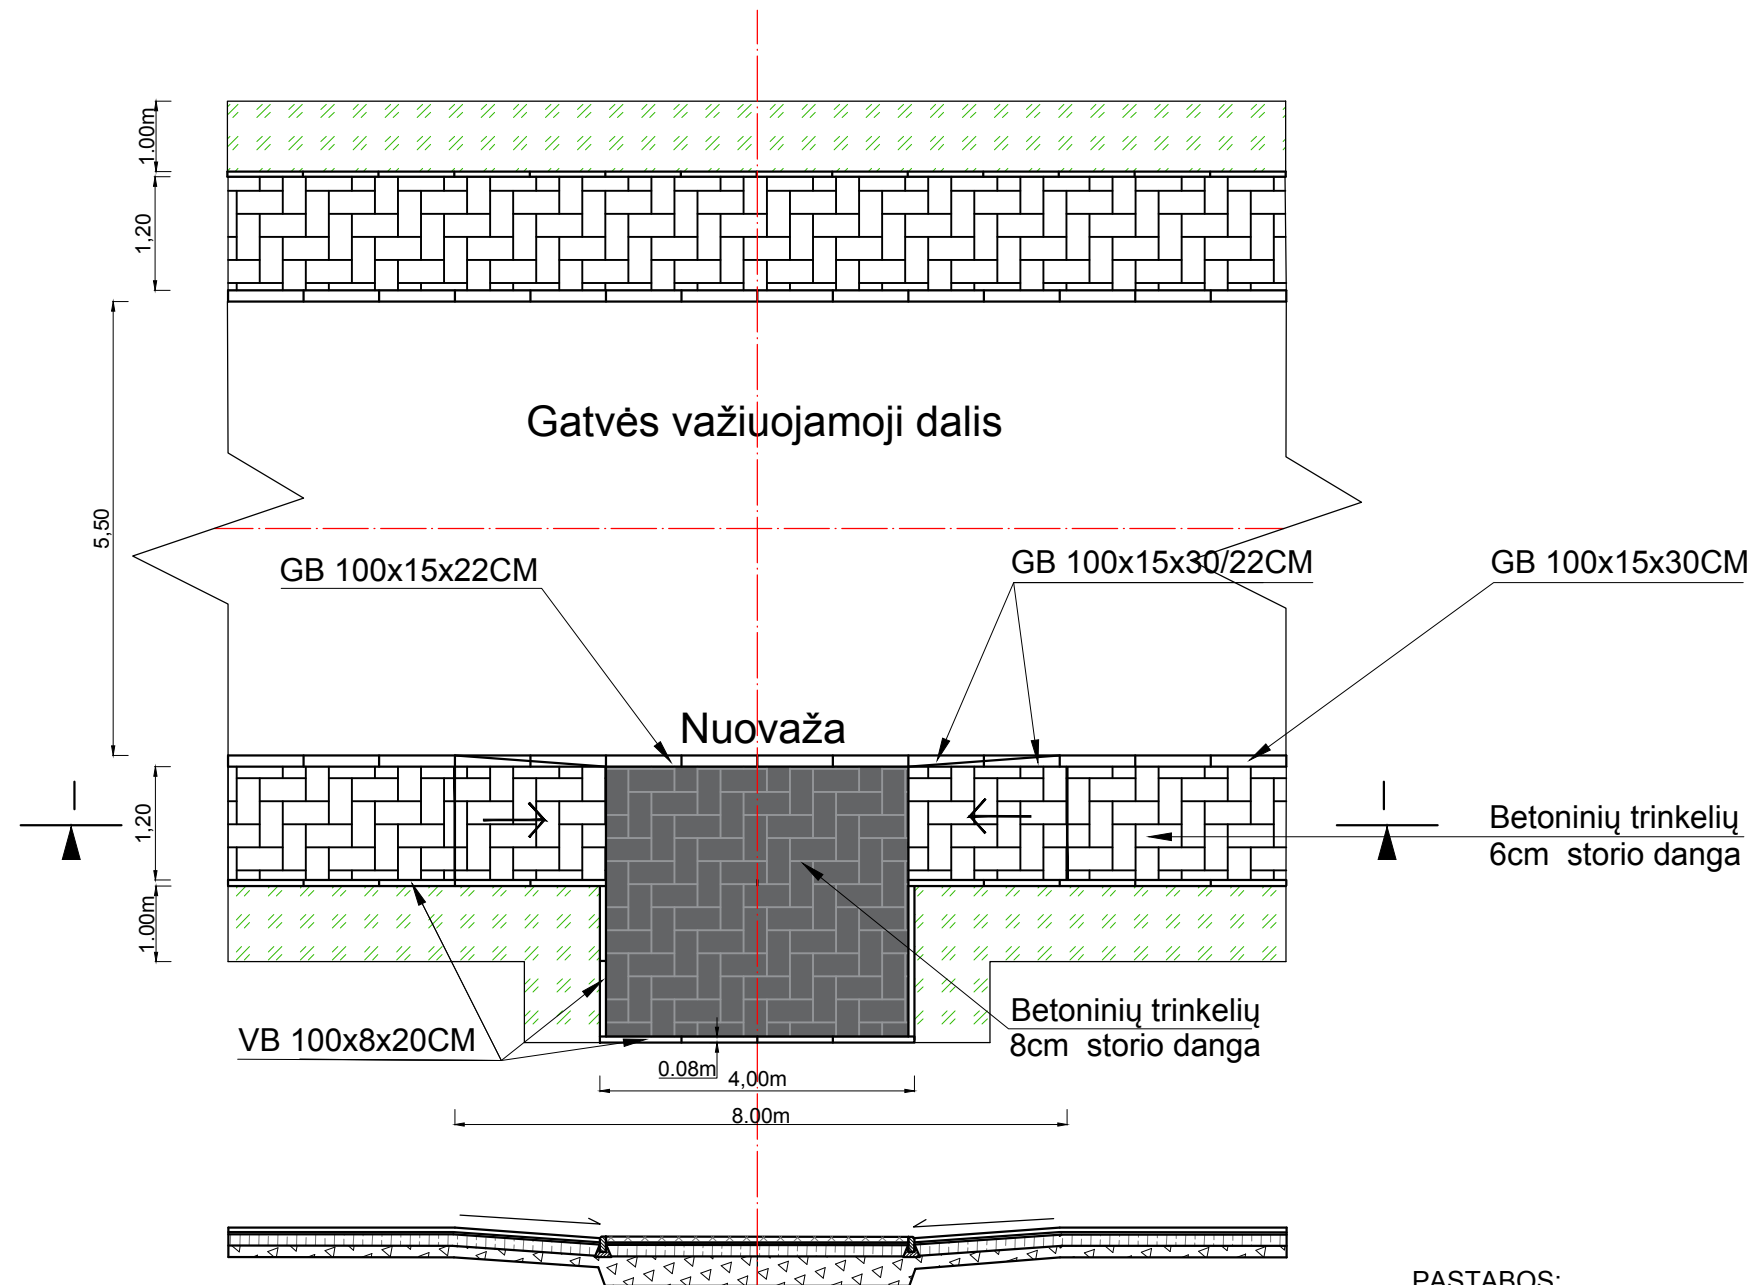 1.00m
1,20
Gatvės važiuojamoji dalis
5,50
GB 100x15x22CM
GB 100x15x30/22CM
GB 100x15x30CM
Nuovaža
I
I
1,20
Betoninių trinkelių
6cm storio danga
1.00m
VB 100x8x20CM
Betoninių trinkelių
8cm storio danga
0.08m
4,00m
8.00m
PASTABOS: